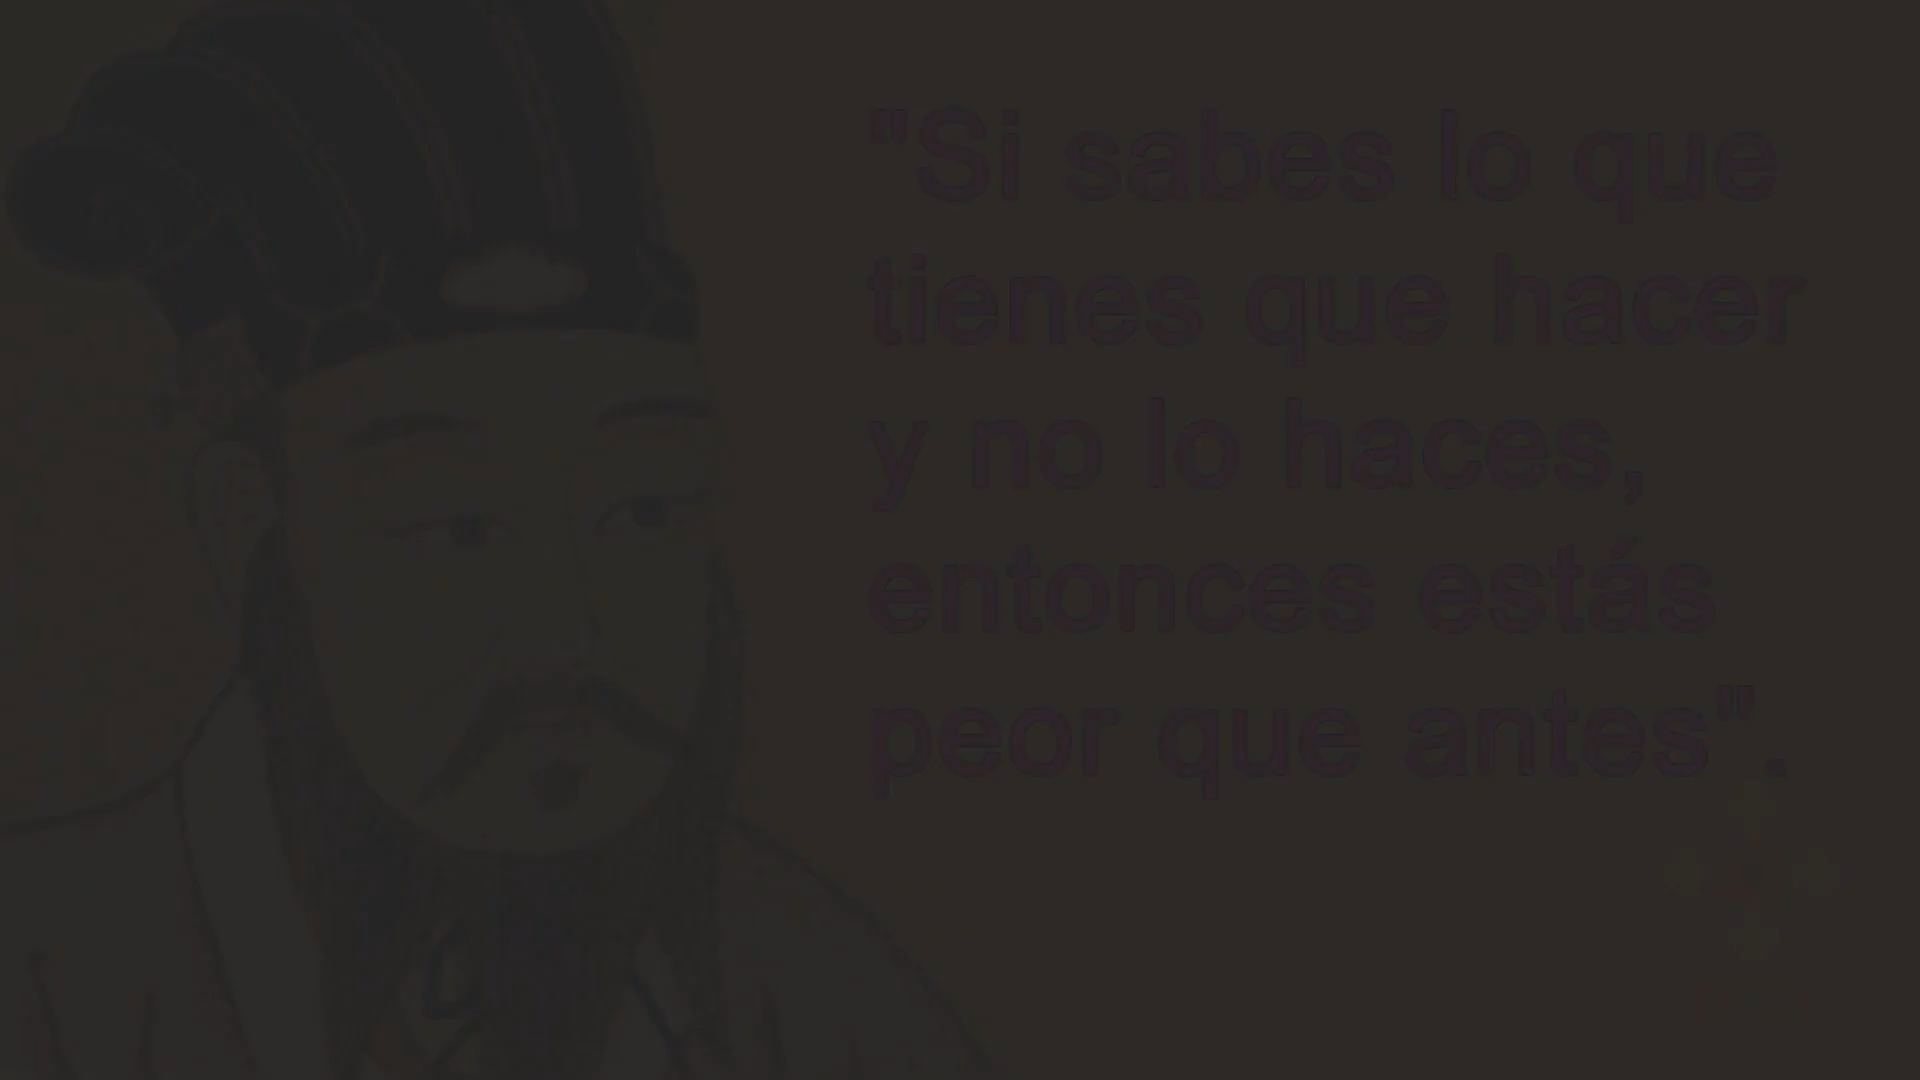 "Si sabes lo que
tienes que hacer
y no lo haces,
entonces estás
peor que antes".